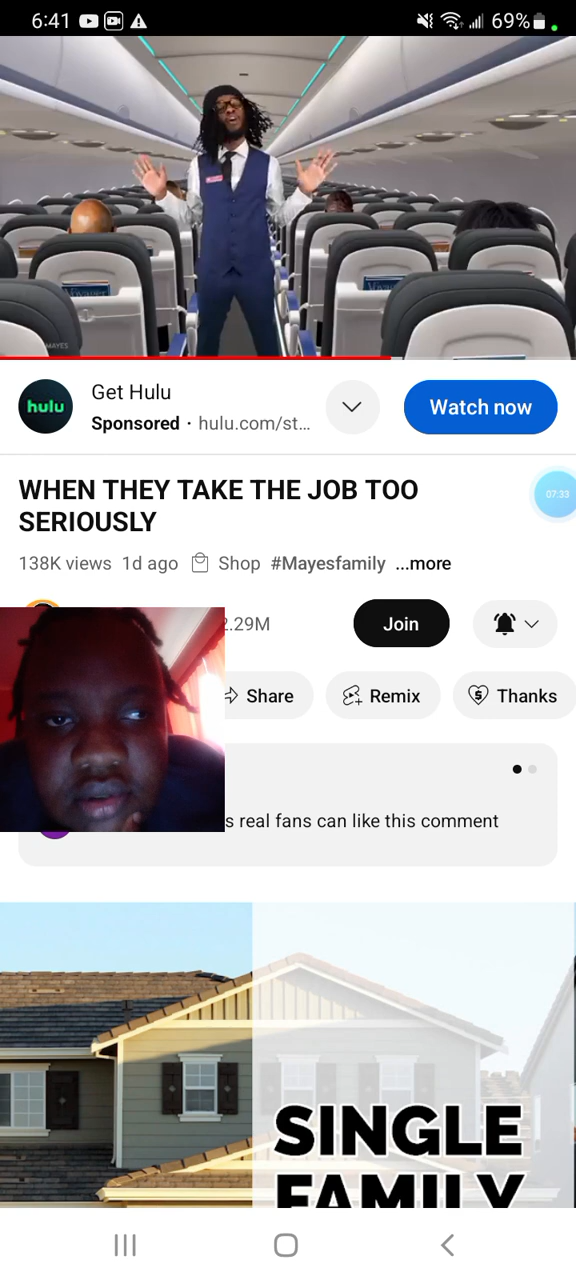 6:41
69%
MAYES
hulu
Get Hulu
Sponsored · hulu.com/st...
Watch now
WHEN THEY TAKE THE JOB TOO
SERIOUSLY
07:33
138K views 1d ago Shop #Mayesfamily ...more
2.29M
Join
Share
Remix
Thanks
s real fans can like this comment
SINGLE
FAMILY